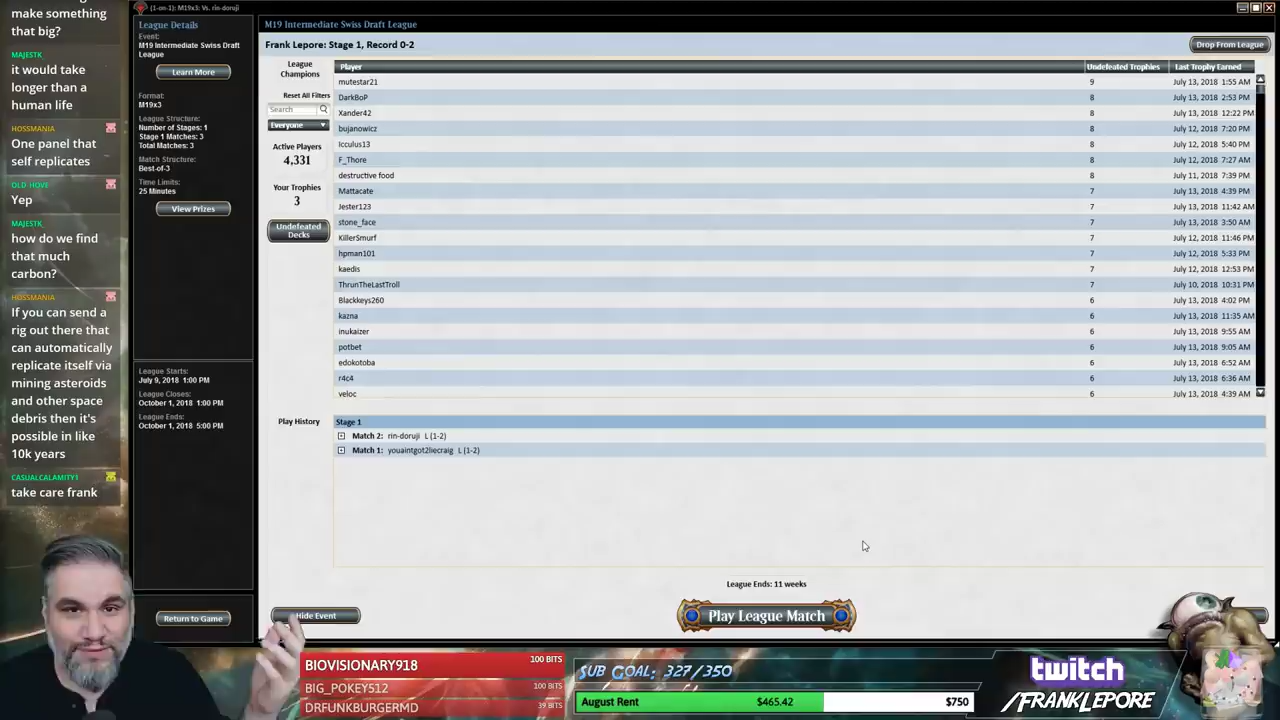 make something
that big?
MAJESTK
it would take
longer than a
human life
HOSSMANIA
One panel that
self replicates
OLD_HOVE
Yep
MAJESTK
how do we find
that much
carbon?
HOSSMANIA
If you can send a
rig out there that
can automatically
replicate itself via
mining asteroids
and other space
debris then it's
possible in like
10k years
CASUALCALAMITY1
take care frank
(1-on-1): M19x3: Vs. rin-doruji
League Details
Event:
M19 Intermediate Swiss Draft
League
Learn More
Format:
M19x3
League Structure:
Number of Stages: 1
Stage 1 Matches: 3
Total Matches: 3
Match Structure:
Best-of-3
Time Limits:
25 Minutes
View Prizes
League Starts:
July 9, 2018 1:00 PM
League Closes:
October 1, 2018 1:00 PM
League Ends:
October 1, 2018 5:00 PM
Return to Game
M19 Intermediate Swiss Draft League
Frank Lepore: Stage 1, Record 0-2
Drop From League
League
Champions
Reset All Filters
Search
Everyone
Active Players
4,331
Your Trophies
3
Undefeated
Decks
Player Undefeated Trophies Last Trophy Earned
mutestar21 9 July 13, 2018 1:55 AM
DarkBoP 8 July 13, 2018 2:53 PM
Xander42 8 July 13, 2018 12:22 PM
bujanowicz 8 July 12, 2018 7:20 PM
Icculus13 8 July 12, 2018 5:40 PM
F_Thore 8 July 12, 2018 7:27 AM
destructive food 8 July 11, 2018 7:39 PM
Mattacate 7 July 13, 2018 4:39 PM
Jester123 7 July 13, 2018 11:42 AM
stone_face 7 July 13, 2018 3:50 AM
KillerSmurf 7 July 12, 2018 11:46 PM
hpman101 7 July 12, 2018 5:33 PM
kaedis 7 July 12, 2018 12:53 PM
ThrunTheLastTroll 7 July 10, 2018 10:31 PM
Blackkeys260 6 July 13, 2018 4:02 PM
kazna 6 July 13, 2018 11:35 AM
inukaizer 6 July 13, 2018 9:55 AM
potbet 6 July 13, 2018 9:05 AM
edokotoba 6 July 13, 2018 6:52 AM
r4c4 6 July 13, 2018 6:36 AM
veloc 6 July 13, 2018 4:39 AM
Play History
Stage 1
Match 2: rin-doruji L (1-2)
Match 1: youaintgot2liecraig L (1-2)
League Ends: 11 weeks
Hide Event
Play League Match
BIOVISIONARY918 100 BITS
BIG_POKEY512 100 BITS
DRFUNKBURGERMD 39 BITS
SUB GOAL: 327/350
August Rent $465.42 $750
twitch
/FRANKLEPORE